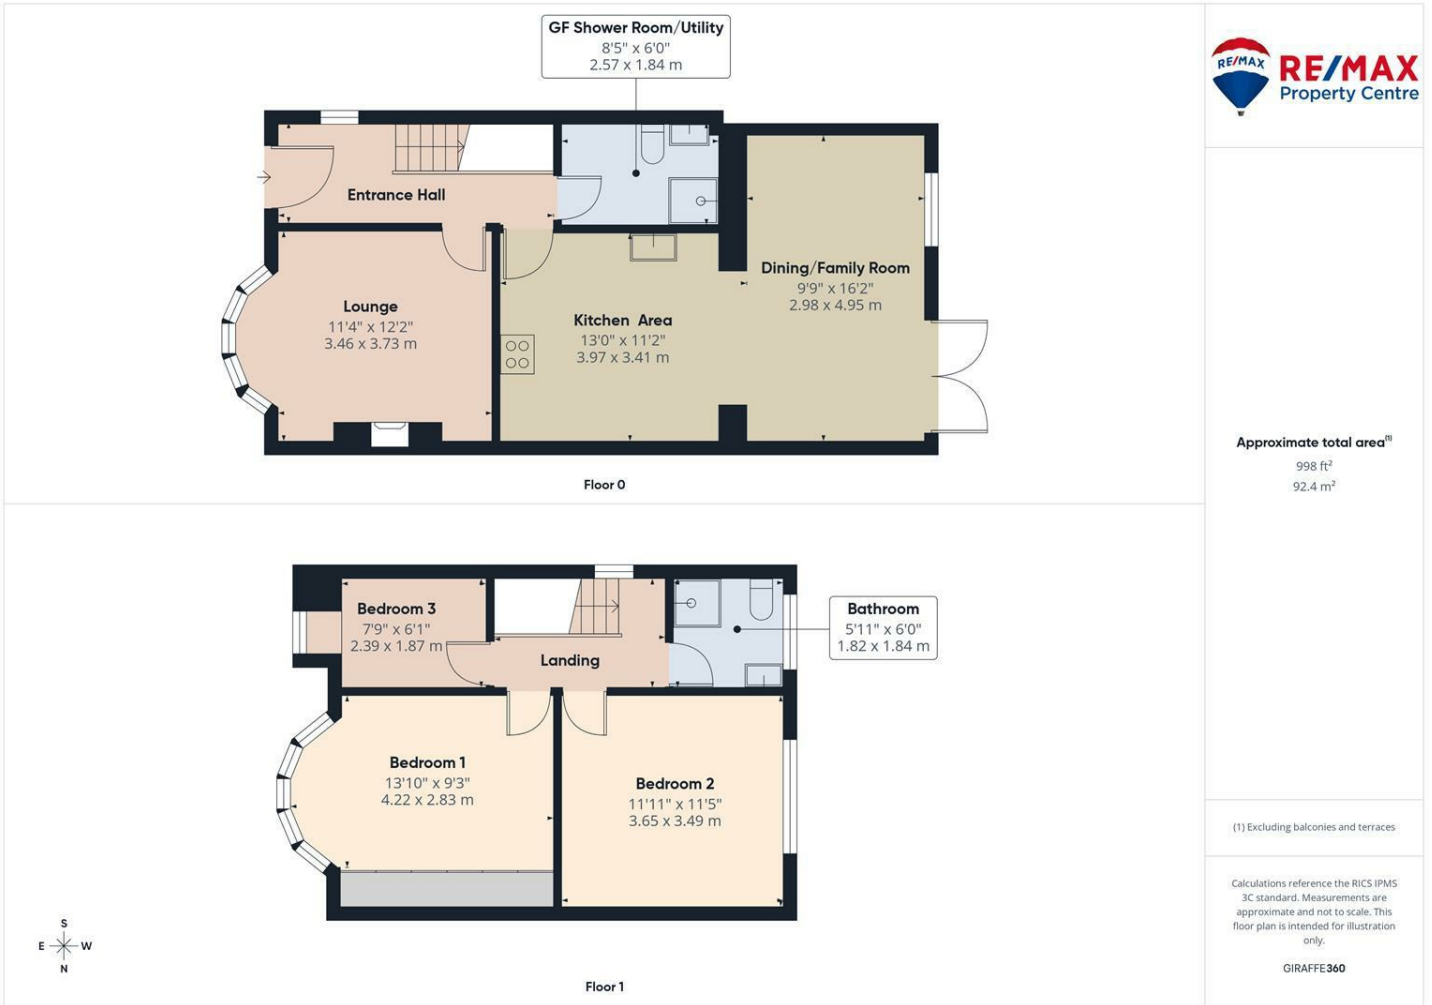 GF Shower Room/Utility
8'5" x 6'0"
2.57 x 1.84 m
RE/MAX
RE/MAX
Property Centre
Entrance Hall
Lounge
11'4" x 12'2"
3.46 x 3.73 m
Kitchen Area
13'0" x 11'2"
3.97 x 3.41 m
Dining/Family Room
9'9" x 16'2"
2.98 x 4.95 m
Floor 0
Approximate total area⁽¹⁾
998 ft²
92.4 m²
Bedroom 3
7'9" x 6'1"
2.39 x 1.87 m
Landing
Bathroom
5'11" x 6'0"
1.82 x 1.84 m
Bedroom 1
13'10" x 9'3"
4.22 x 2.83 m
Bedroom 2
11'11" x 11'5"
3.65 x 3.49 m
S
E W
N
Floor 1
(1) Excluding balconies and terraces
Calculations reference the RICS IPMS
3C standard. Measurements are
approximate and not to scale. This
floor plan is intended for illustration
only.
GIRAFFE360